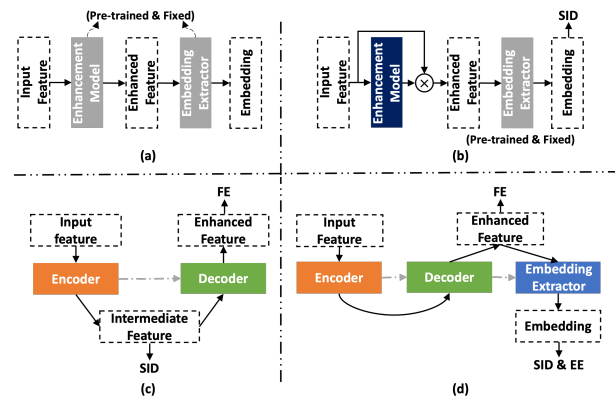 (Pre-trained & Fixed)
Input
Feature
Enhancement
Model
Enhanced
Feature
Embedding
Extractor
Embedding
(a)
SID
Input
Feature
Enhancement
Model
Enhanced
Feature
Embedding
Extractor
Embedding
(Pre-trained & Fixed)
(b)
FE
Input
feature
Enhanced
Feature
Encoder
Decoder
Intermediate
Feature
SID
(c)
FE
Input
Feature
Enhanced
Feature
Encoder
Decoder
Embedding
Extractor
Embedding
SID & EE
(d)